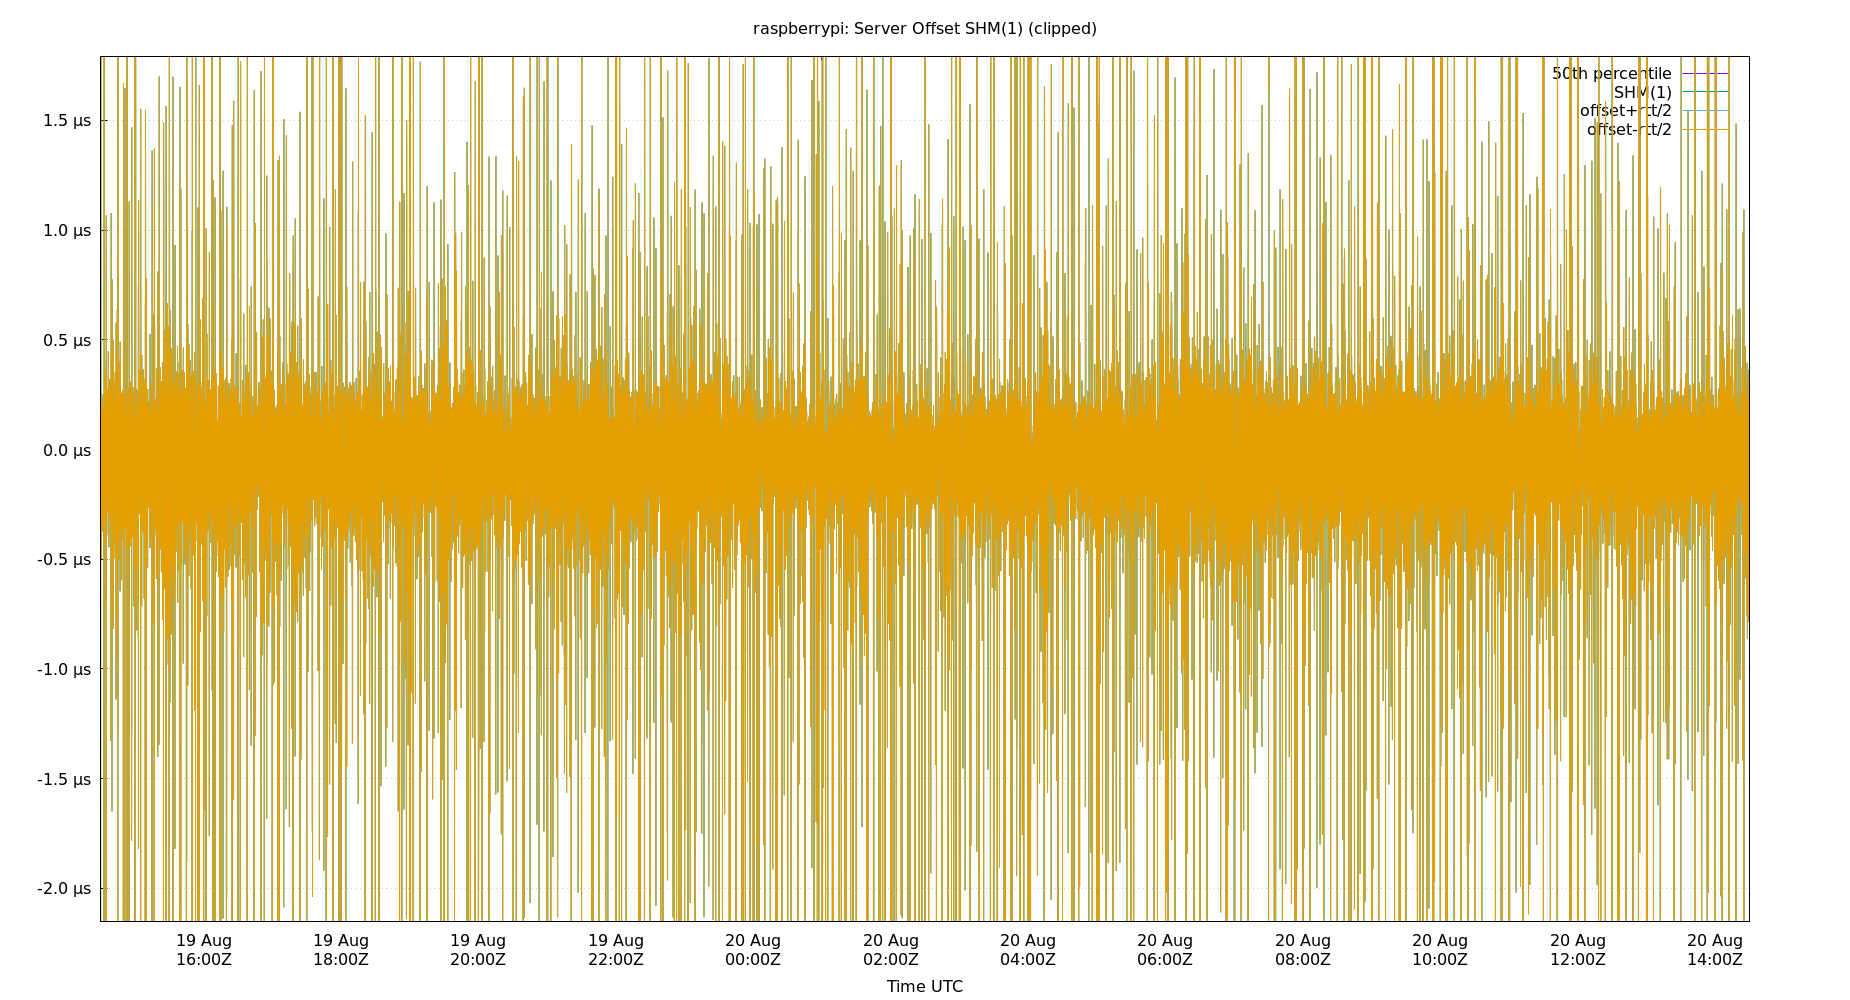 raspberrypi: Server Offset SHM(1) (clipped)
50th percentile
SHM(1)
offset+rtt/2
offset-rtt/2
1.5 μs
1.0 μs
0.5 μs
0.0 μs
-0.5 μs
-1.0 μs
-1.5 μs
-2.0 μs
19 Aug 19 Aug 19 Aug 19 Aug 20 Aug 20 Aug 20 Aug 20 Aug 20 Aug 20 Aug 20 Aug 20 Aug
16:00Z 18:00Z 20:00Z 22:00Z 00:00Z 02:00Z 04:00Z 06:00Z 08:00Z 10:00Z 12:00Z 14:00Z
Time UTC